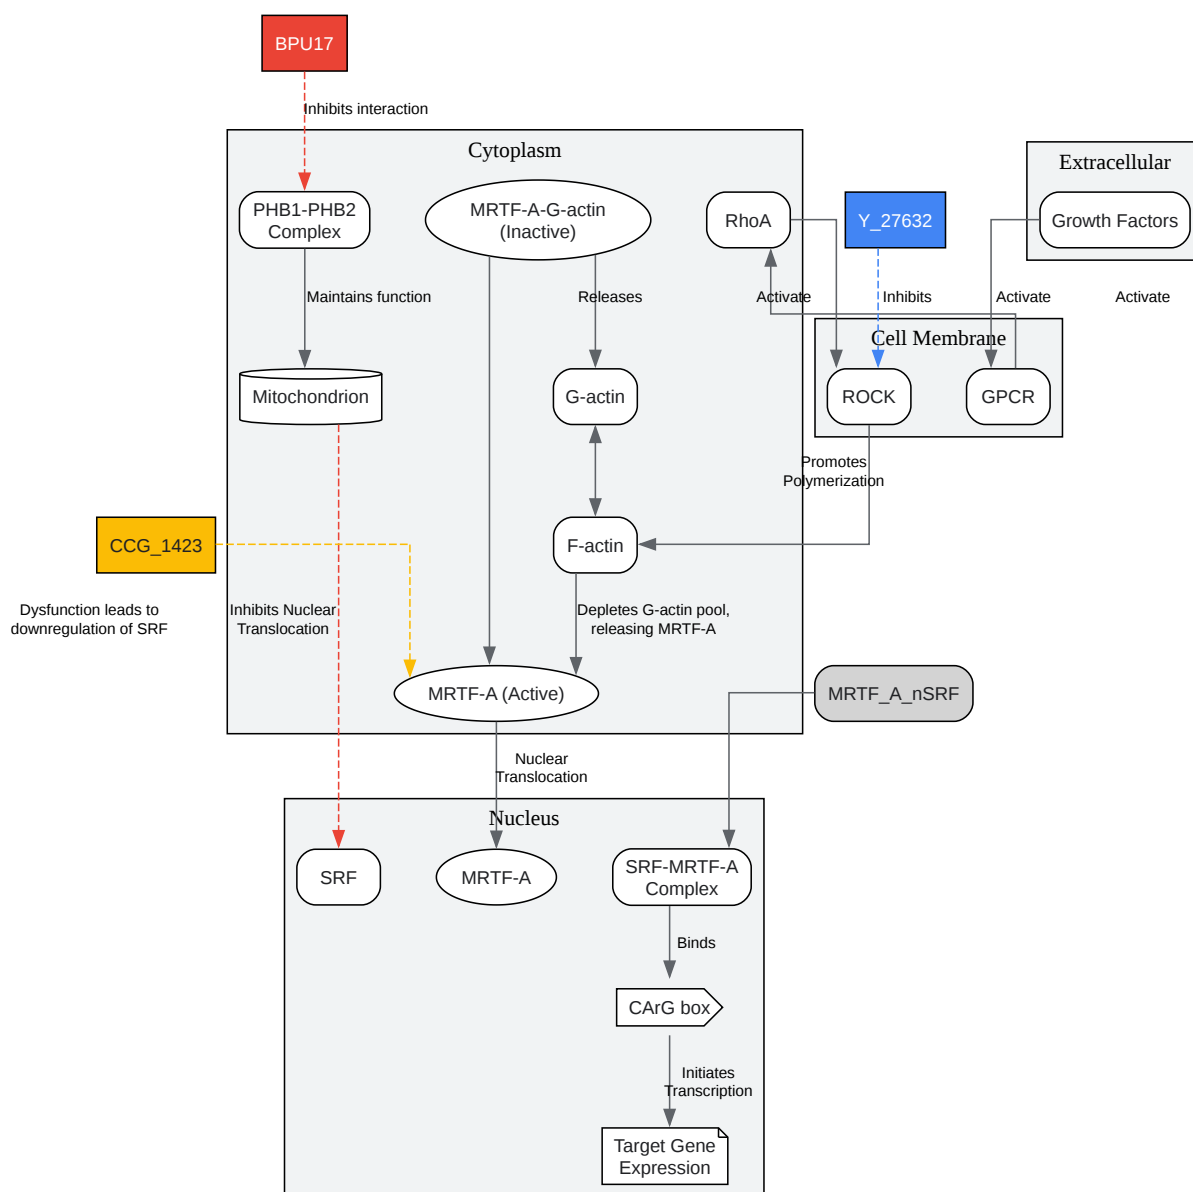 BPU17
Inhibits interaction
Cytoplasm
Extracellular
PHB1-PHB2
Complex
MRTF-A-G-actin
(Inactive)
RhoA
Y_27632
Growth Factors
Maintains function
Releases
Activate
Inhibits
Activate
Activate
Cell Membrane
Mitochondrion
G-actin
ROCK
GPCR
Promotes
Polymerization
CCG_1423
F-actin
Dysfunction leads to
downregulation of SRF
Inhibits Nuclear
Translocation
Depletes G-actin pool,
releasing MRTF-A
MRTF-A (Active)
MRTF_A_nSRF
Nuclear
Translocation
Nucleus
SRF
MRTF-A
SRF-MRTF-A
Complex
Binds
CArG box
Initiates
Transcription
Target Gene
Expression